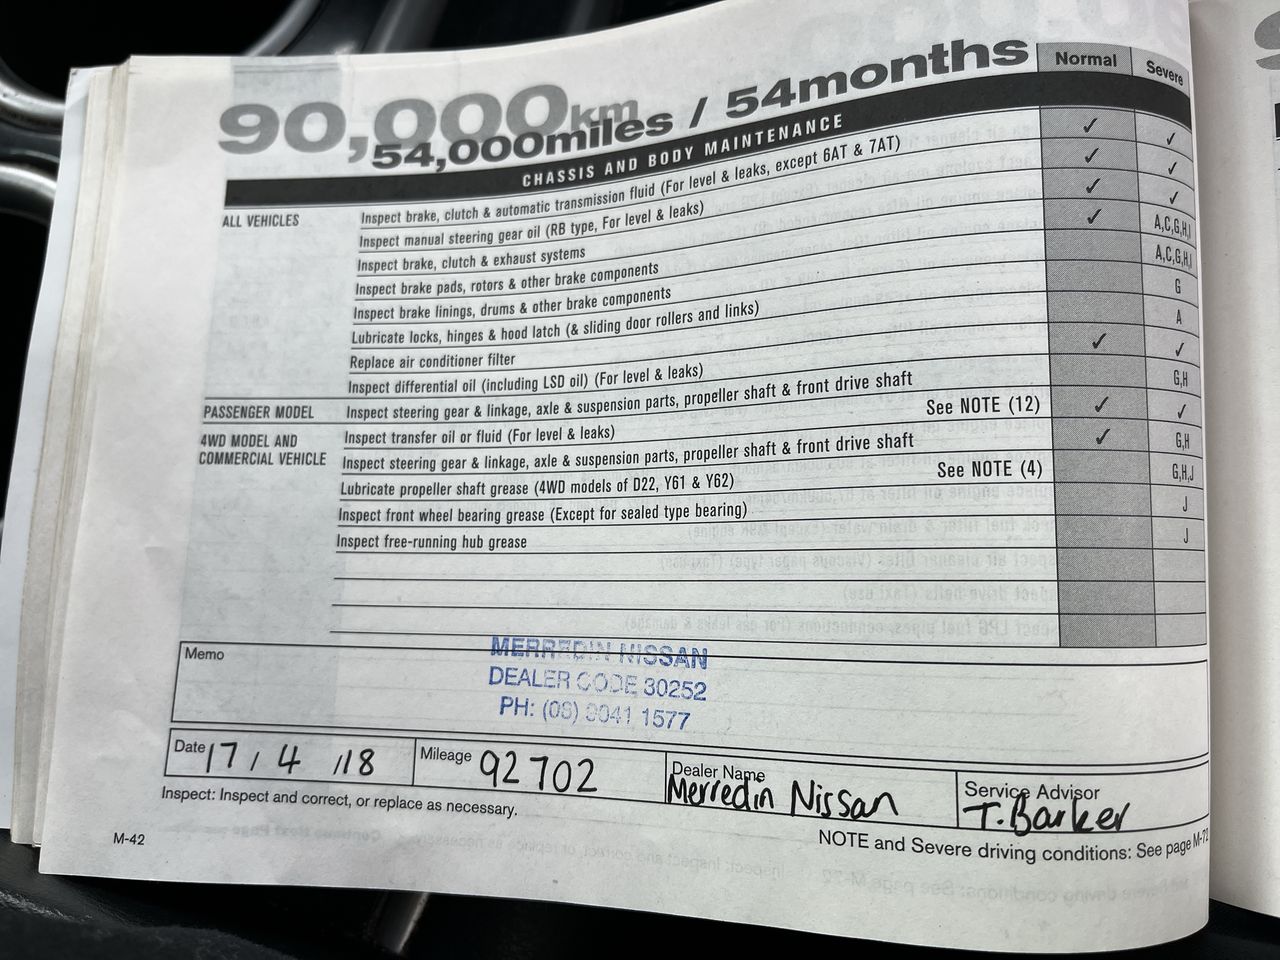 90,000km
54,000miles / 54months
Normal Severe
CHASSIS AND BODY MAINTENANCE
ALL VEHICLES
Inspect brake, clutch & automatic transmission fluid (For level & leaks, except 6AT & 7AT) ✓ ✓
Inspect manual steering gear oil (RB type, For level & leaks) ✓ ✓
Inspect brake, clutch & exhaust systems ✓ ✓
Inspect brake pads, rotors & other brake components ✓ A,C,G,H,I
Inspect brake linings, drums & other brake components A,C,G,H,I
Lubricate locks, hinges & hood latch (& sliding door rollers and links) G
Replace air conditioner filter A
Inspect differential oil (including LSD oil) (For level & leaks) ✓ ✓
PASSENGER MODEL Inspect steering gear & linkage, axle & suspension parts, propeller shaft & front drive shaft G,H
4WD MODEL AND COMMERCIAL VEHICLE
Inspect transfer oil or fluid (For level & leaks) See NOTE (12) ✓ ✓
Inspect steering gear & linkage, axle & suspension parts, propeller shaft & front drive shaft ✓ G,H
Lubricate propeller shaft grease (4WD models of D22, Y61 & Y62) See NOTE (4) G,H,J
Inspect front wheel bearing grease (Except for sealed type bearing) J
Inspect free-running hub grease J
Memo
MERREDIN NISSAN
DEALER CODE 30252
PH: (08) 9041 1577
Date 17/4/18
Mileage 92702
Dealer Name
Merredin Nissan
Service Advisor
T. Barker
Inspect: Inspect and correct, or replace as necessary.
NOTE and Severe driving conditions: See page M-72
M-42